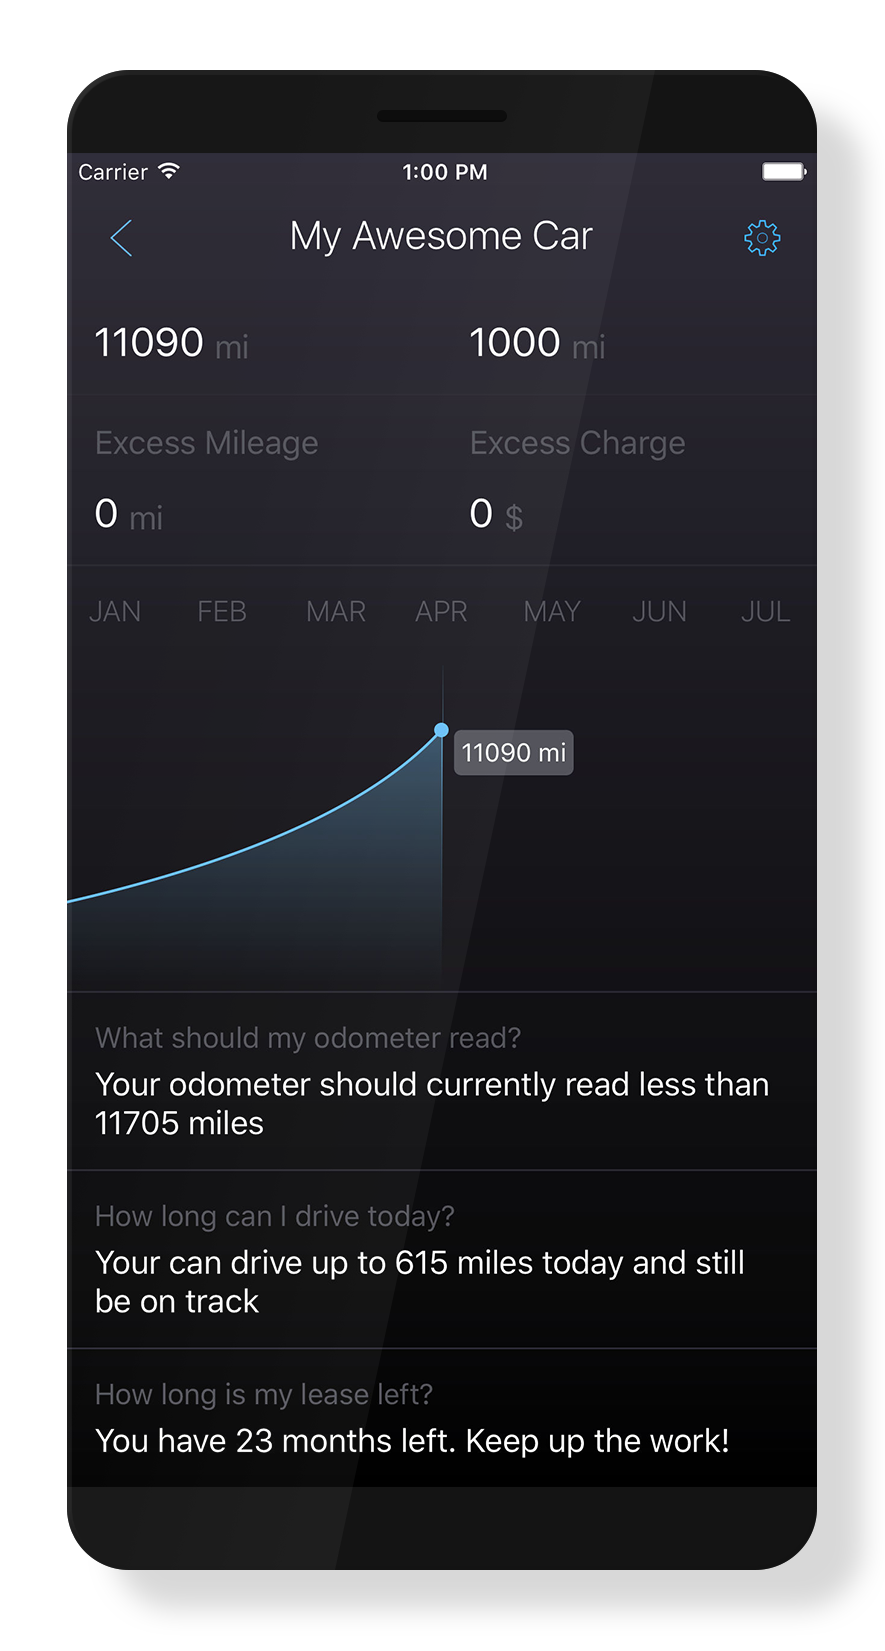 Carrier 1:00 PM
My Awesome Car
11090 mi 1000 mi
Excess Mileage Excess Charge
0 mi 0 $
JAN FEB MAR APR MAY JUN JUL
11090 mi
What should my odometer read?
Your odometer should currently read less than
11705 miles
How long can I drive today?
Your can drive up to 615 miles today and still
be on track
How long is my lease left?
You have 23 months left. Keep up the work!